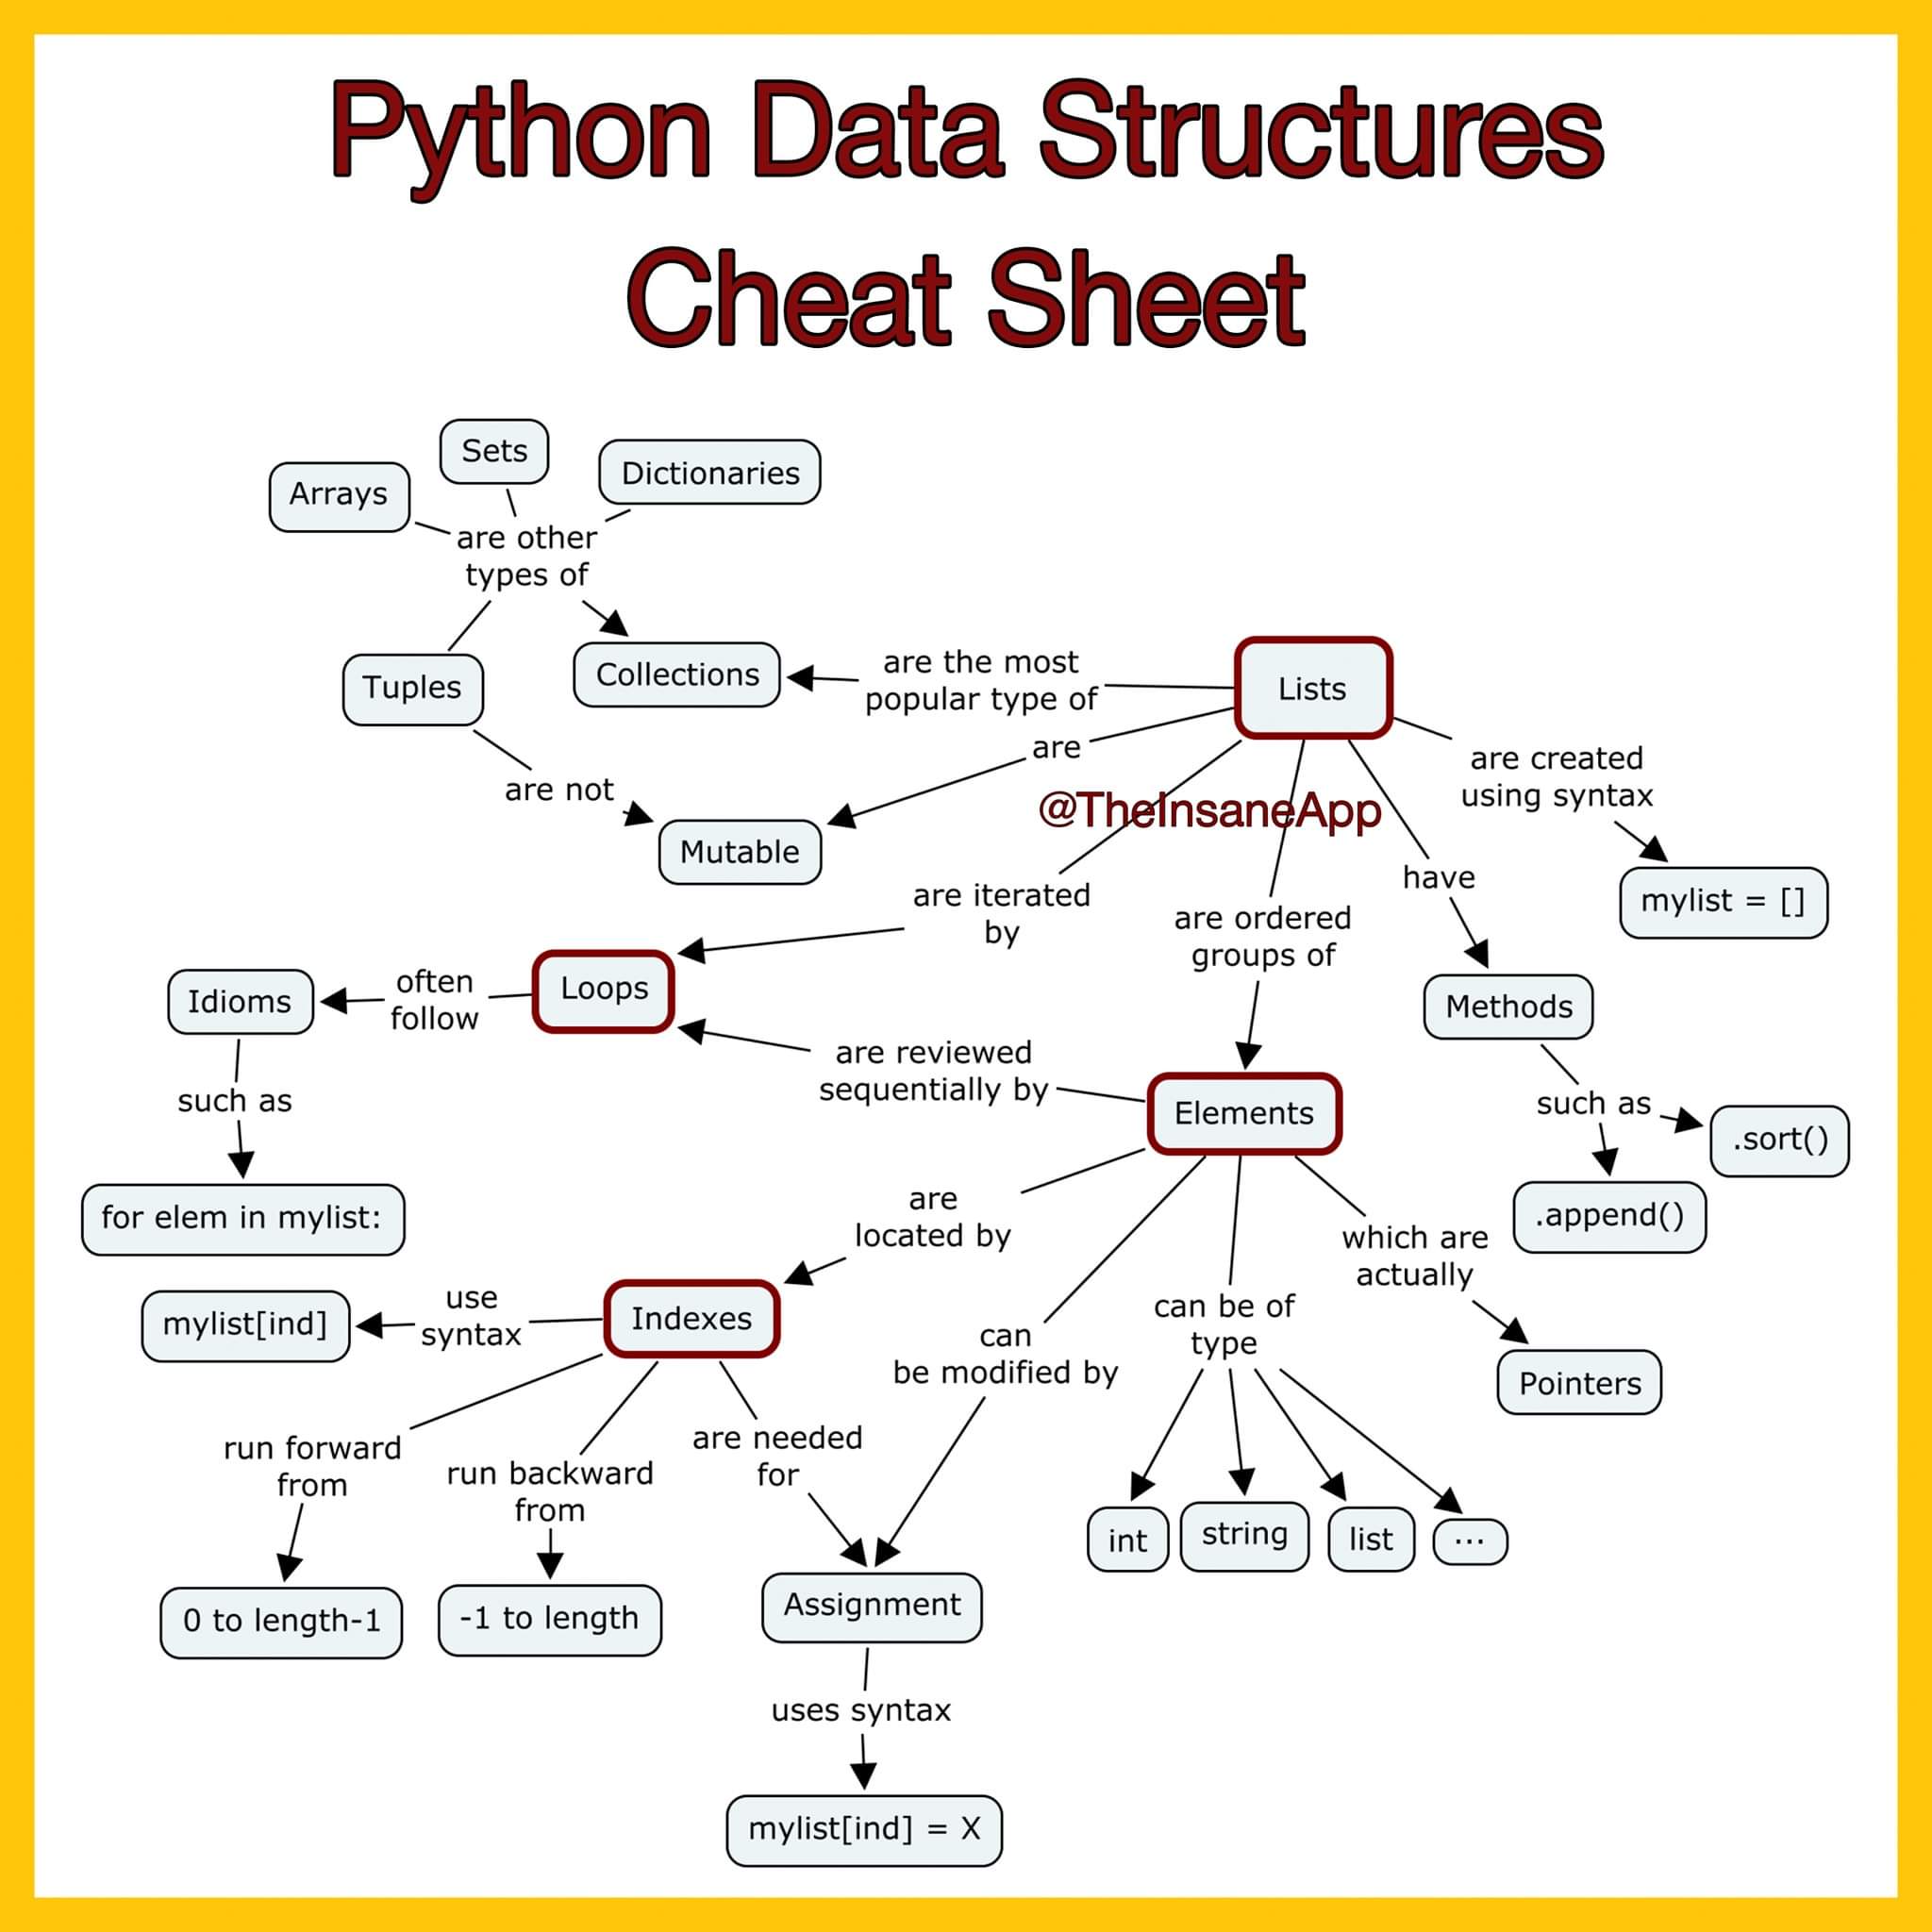 Python Data Structures
Cheat Sheet
Sets
Dictionaries
Arrays
are other
types of
Tuples
Collections
are the most
popular type of
Lists
are
are not
Mutable
are created
using syntax
mylist = []
@TheInsaneApp
have
are iterated
by
are ordered
groups of
Idioms
often
follow
Loops
Methods
are reviewed
sequentially by
such as
Elements
such as
.sort()
.append()
for elem in mylist:
are
located by
which are
actually
mylist[ind]
use
syntax
Indexes
can
be modified by
can be of
type
Pointers
run forward
from
run backward
from
are needed
for
int
string
list
...
0 to length-1
-1 to length
Assignment
uses syntax
mylist[ind] = X